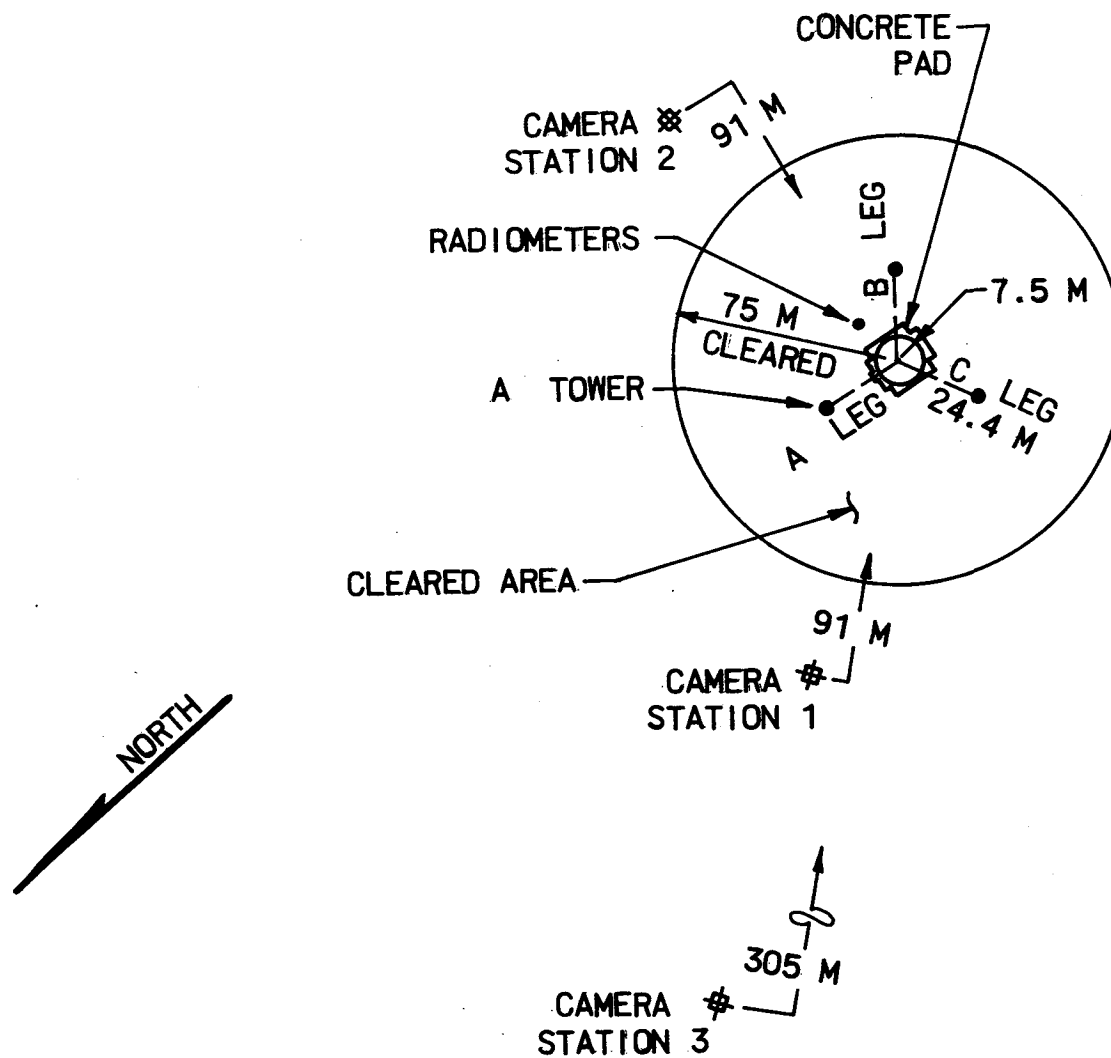 CONCRETE
PAD
CAMERA
STATION 2
91 M
LEG
B
RADIOMETERS
7.5 M
75 M
CLEARED
A TOWER
C LEG
24.4 M
LEG
A
CLEARED AREA
91 M
CAMERA
STATION 1
NORTH
305 M
CAMERA
STATION 3